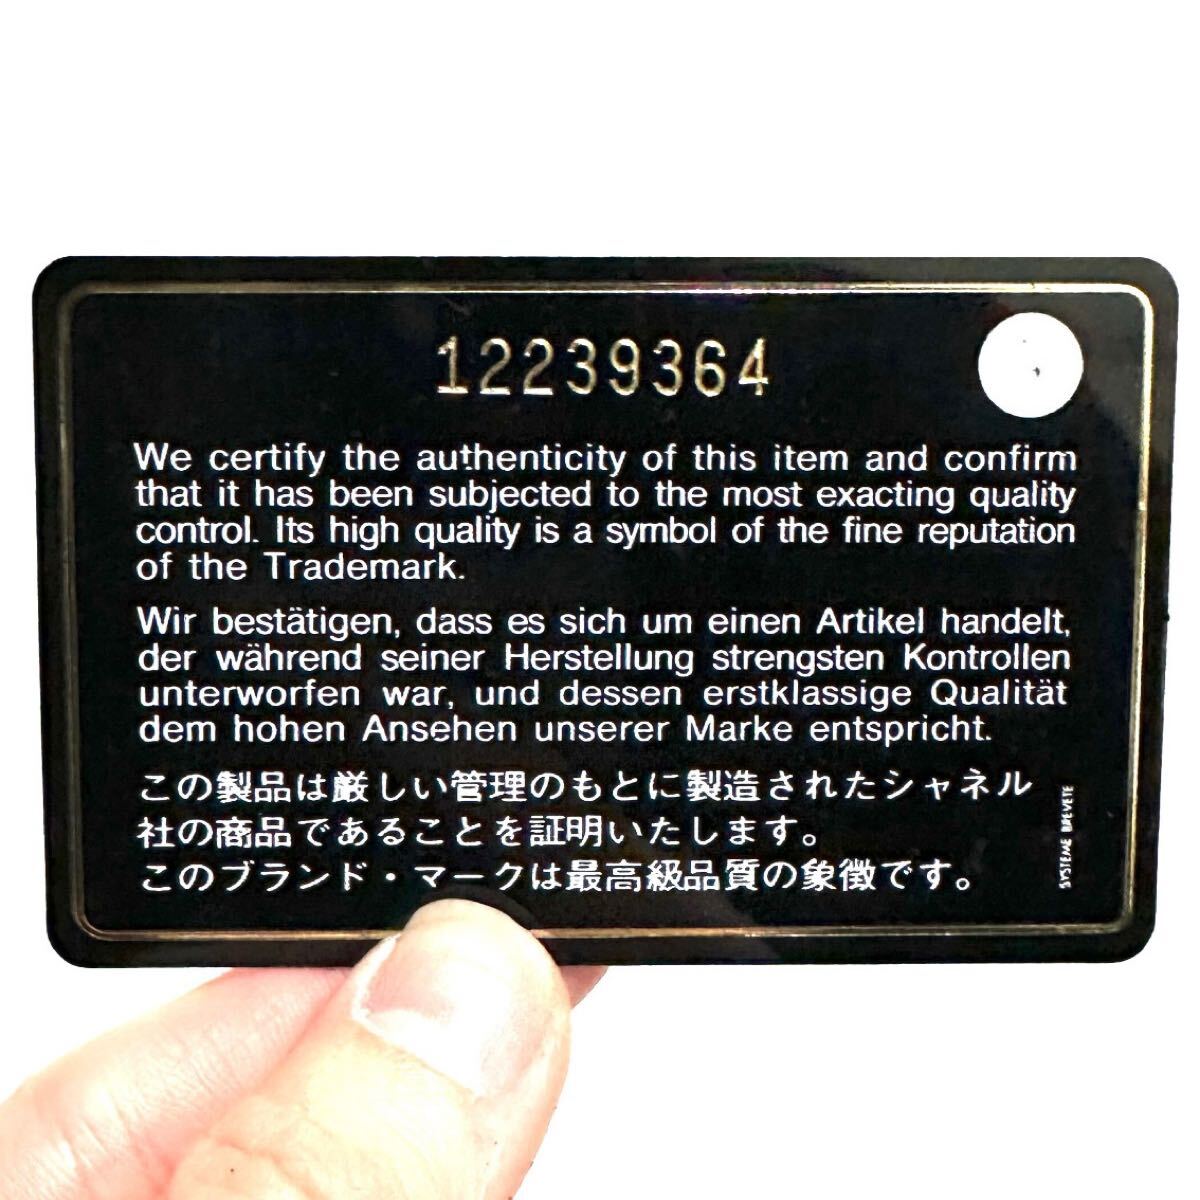 12239364
We certify the authenticity of this item and confirm
that it has been subjected to the most exacting quality
control. Its high quality is a symbol of the fine reputation
of the Trademark.
Wir bestätigen, dass es sich um einen Artikel handelt,
der während seiner Herstellung strengsten Kontrollen
unterworfen war, und dessen erstklassige Qualität
dem hohen Ansehen unserer Marke entspricht.
この製品は厳しい管理のもとに製造されたシャネル
社の商品であることを証明いたします。
このブランド・マークは最高級品質の象徴です。
SYSTEME BREVETE